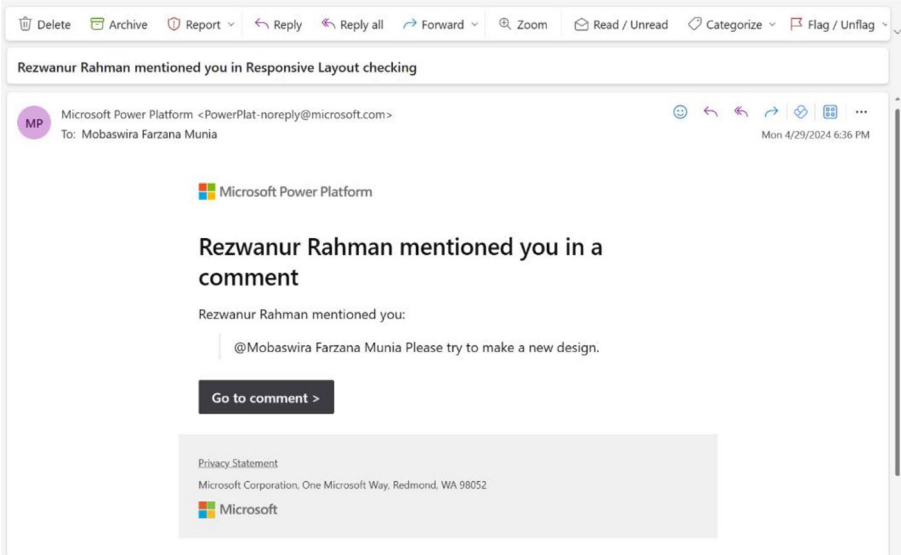 Delete Archive Report Reply Reply all Forward Zoom Read / Unread Categorize Flag / Unflag
Rezwanur Rahman mentioned you in Responsive Layout checking
MP
Microsoft Power Platform <PowerPlat-noreply@microsoft.com>
To: Mobaswira Farzana Munia
Mon 4/29/2024 6:36 PM
Microsoft Power Platform
Rezwanur Rahman mentioned you in a
comment
Rezwanur Rahman mentioned you:
@Mobaswira Farzana Munia Please try to make a new design.
Go to comment >
Privacy Statement
Microsoft Corporation, One Microsoft Way, Redmond, WA 98052
Microsoft